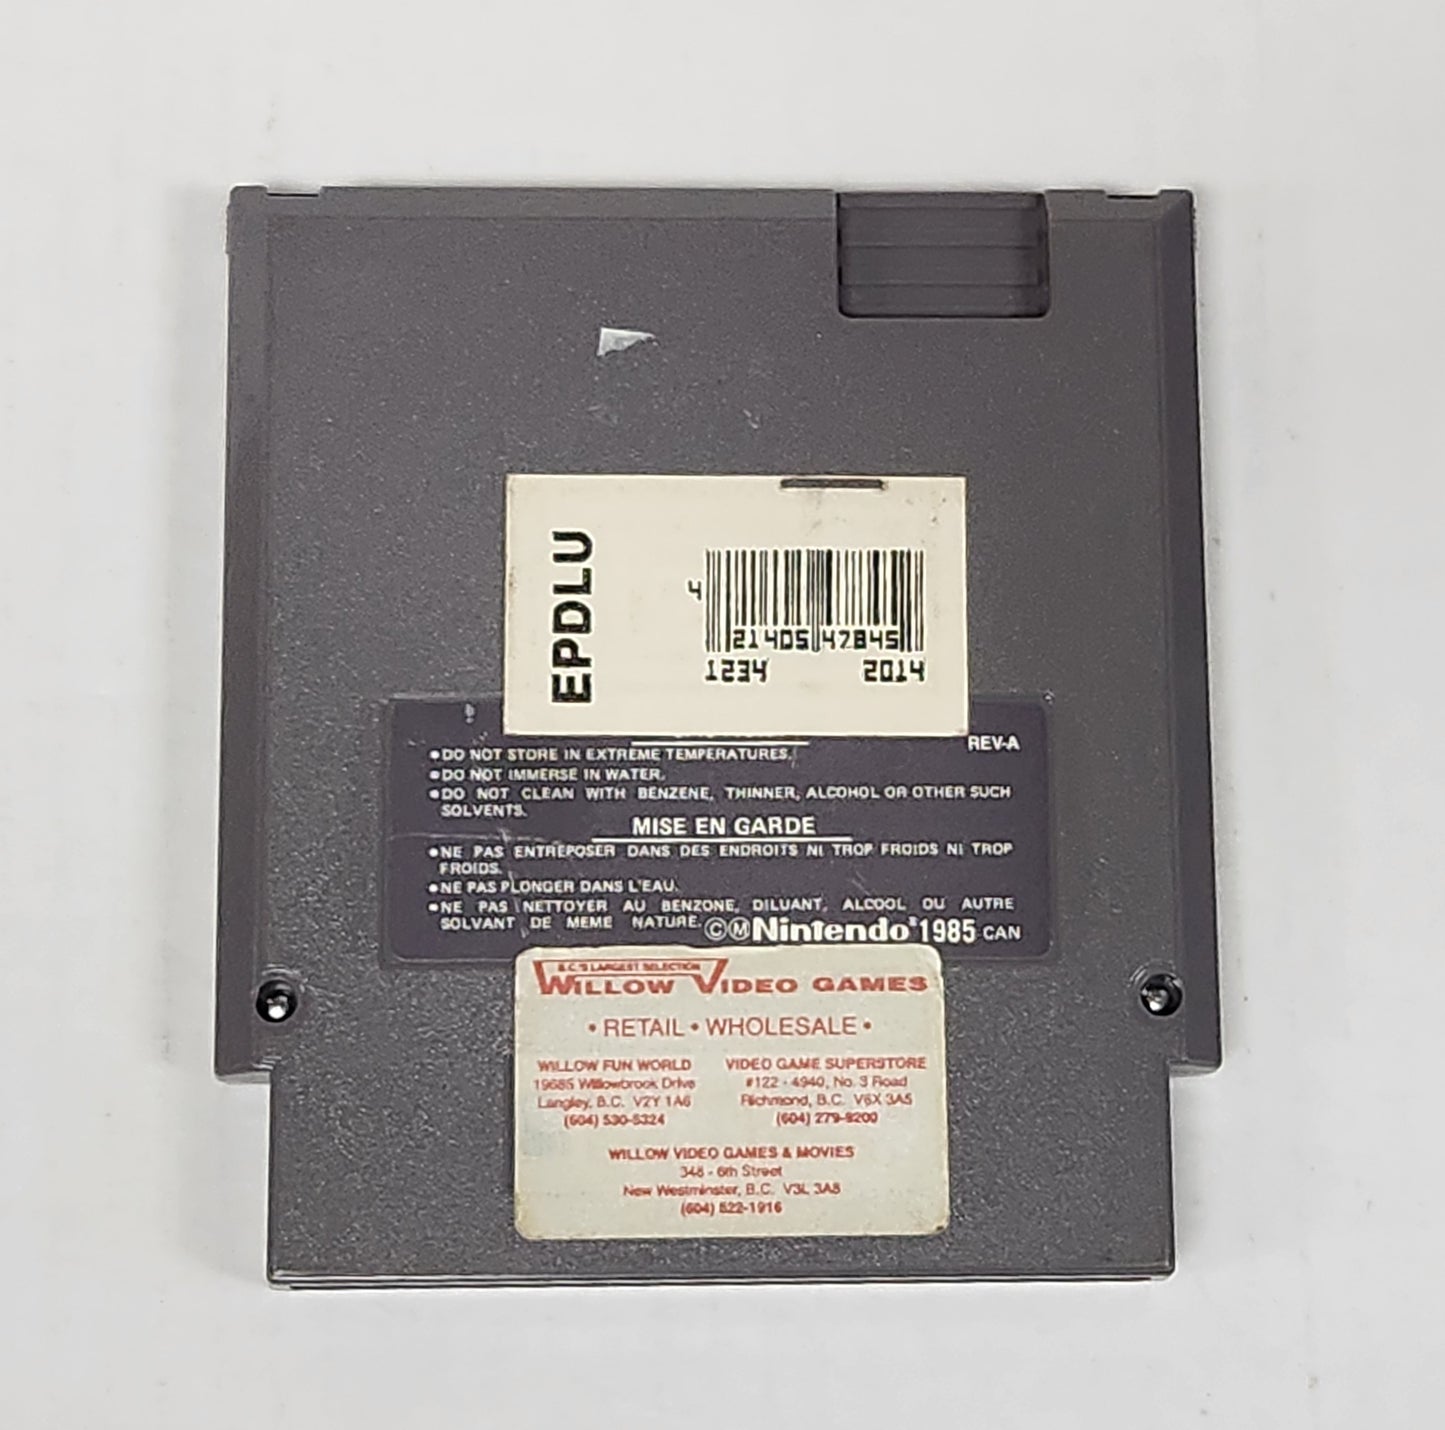 EPDLU
4
21405 47845
1234 2014
REV-A
•DO NOT STORE IN EXTREME TEMPERATURES.
•DO NOT IMMERSE IN WATER.
•DO NOT CLEAN WITH BENZENE, THINNER, ALCOHOL OR OTHER SUCH
SOLVENTS.
MISE EN GARDE
•NE PAS ENTREPOSER DANS DES ENDROITS NI TROP FROIDS NI TROP
FROIDS.
•NE PAS PLONGER DANS L'EAU.
•NE PAS NETTOYER AU BENZONE, DILUANT, ALCOOL OU AUTRE
SOLVANT DE MEME NATURE.
©Ⓜ Nintendo® 1985 CAN
B.C.'S LARGEST SELECTION
WILLOW VIDEO GAMES
• RETAIL • WHOLESALE •
WILLOW FUN WORLD
19685 Willowbrook Drive
Langley, B.C. V2Y 1A6
(604) 530-5324
VIDEO GAME SUPERSTORE
#122 - 4940, No. 3 Road
Richmond, B.C. V6X 3A5
(604) 279-9200
WILLOW VIDEO GAMES & MOVIES
348 - 6th Street
New Westminster, B.C. V3L 3A8
(604) 522-1916